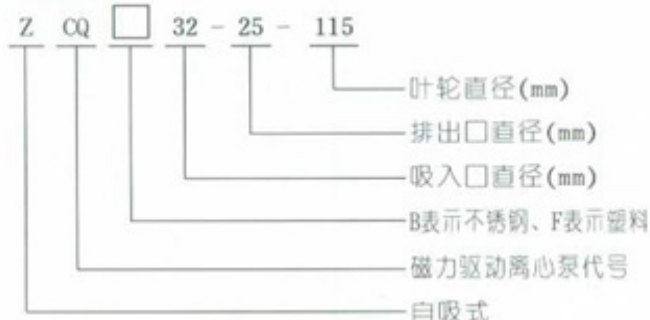 Z CQ □ 32 - 25 - 115
叶轮直径(mm)
排出口直径(mm)
吸入口直径(mm)
B表示不锈钢、F表示塑料
磁力驱动离心泵代号
自吸式